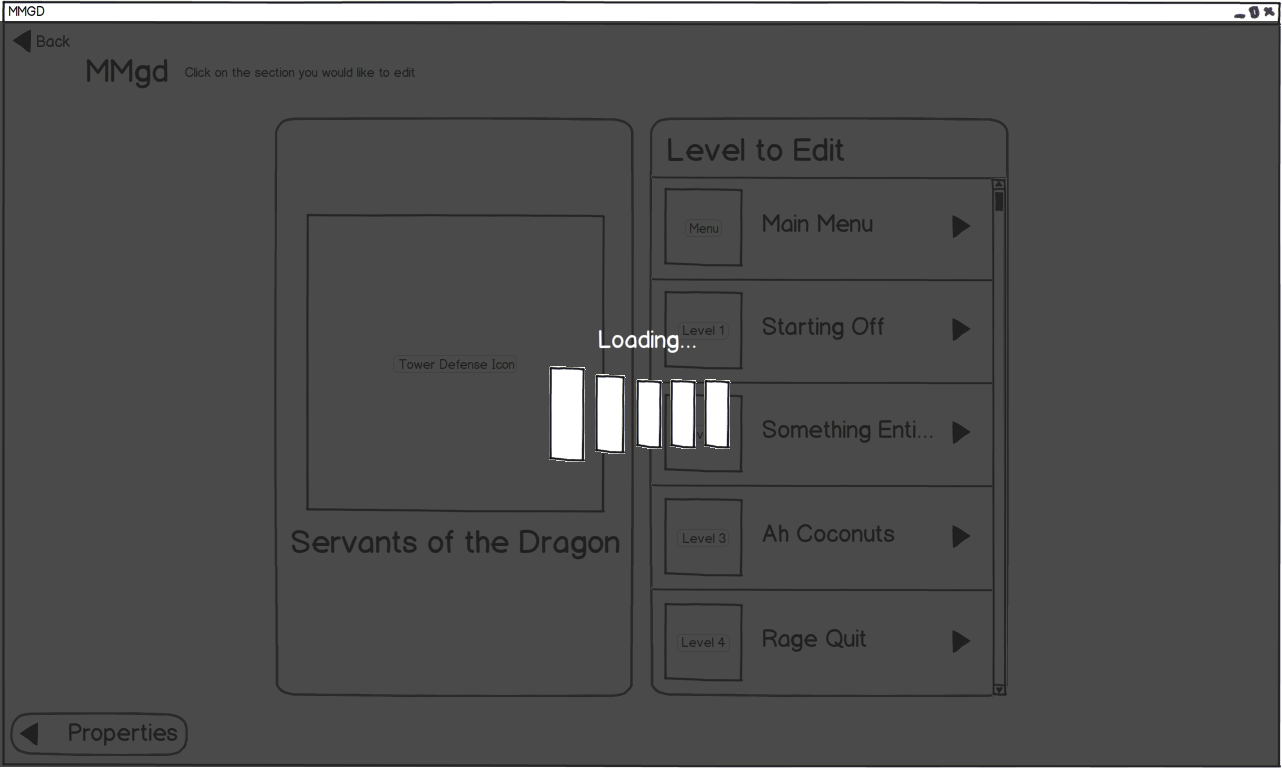 MMGD
Back
MMgd
Click on the section you would like to edit
Level to Edit
Menu
Main Menu
Level 1
Starting Off
Loading...
Tower Defense Icon
Something Enti...
Level 3
Ah Coconuts
Servants of the Dragon
Level 4
Rage Quit
Properties